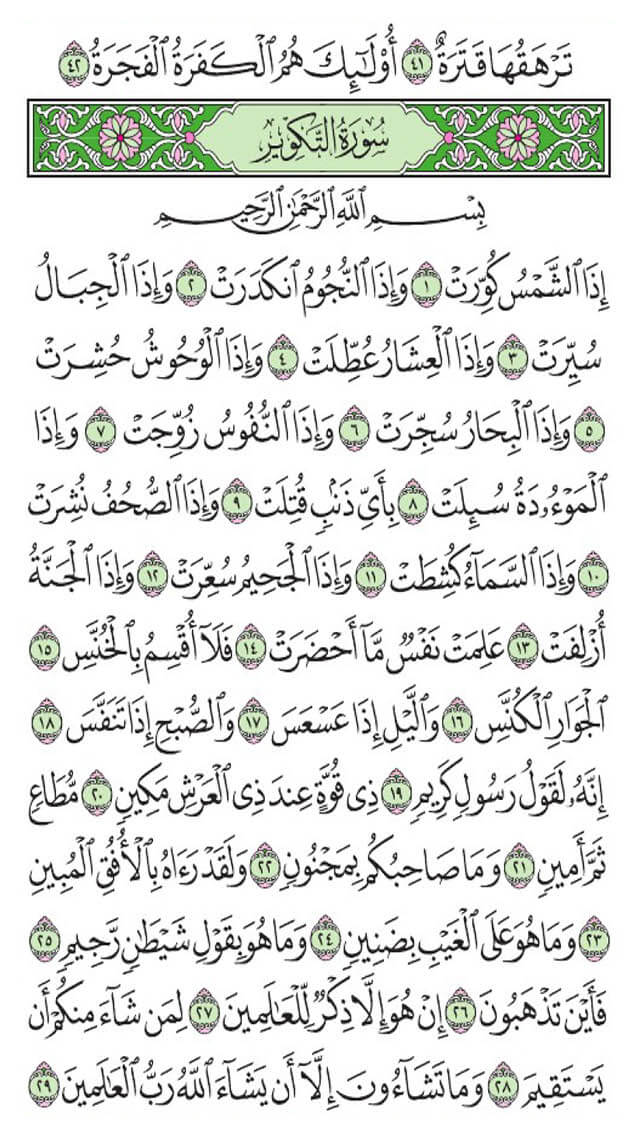 تَرْهَقُهَا قَتَرَةٌ ٤١ أُوْلَٰٓئِكَ هُمُ ٱلْكَفَرَةُ ٱلْفَجَرَةُ ٤٢
سُورَةُ التَّكْوِيرِ
بِسْمِ ٱللَّهِ ٱلرَّحْمَٰنِ ٱلرَّحِيمِ
إِذَا ٱلشَّمْسُ كُوِّرَتْ ١ وَإِذَا ٱلنُّجُومُ ٱنكَدَرَتْ ٢ وَإِذَا ٱلْجِبَالُ
سُيِّرَتْ ٣ وَإِذَا ٱلْعِشَارُ عُطِّلَتْ ٤ وَإِذَا ٱلْوُحُوشُ حُشِرَتْ
٥ وَإِذَا ٱلْبِحَارُ سُجِّرَتْ ٦ وَإِذَا ٱلنُّفُوسُ زُوِّجَتْ ٧ وَإِذَا
ٱلْمَوْءُۥدَةُ سُئِلَتْ ٨ بِأَيِّ ذَنۢبٍ قُتِلَتْ ٩ وَإِذَا ٱلصُّحُفُ نُشِرَتْ
١٠ وَإِذَا ٱلسَّمَآءُ كُشِطَتْ ١١ وَإِذَا ٱلْجَحِيمُ سُعِّرَتْ ١٢ وَإِذَا ٱلْجَنَّةُ
أُزْلِفَتْ ١٣ عَلِمَتْ نَفْسٌ مَّآ أَحْضَرَتْ ١٤ فَلَآ أُقْسِمُ بِٱلْخُنَّسِ ١٥
ٱلْجَوَارِ ٱلْكُنَّسِ ١٦ وَٱلَّيْلِ إِذَا عَسْعَسَ ١٧ وَٱلصُّبْحِ إِذَا تَنَفَّسَ ١٨
إِنَّهُۥ لَقَوْلُ رَسُولٍ كَرِيمٍ ١٩ ذِي قُوَّةٍ عِندَ ذِي ٱلْعَرْشِ مَكِينٍ ٢٠ مُّطَاعٍ
ثَمَّ أَمِينٍ ٢١ وَمَا صَاحِبُكُم بِمَجْنُونٍ ٢٢ وَلَقَدْ رَءَاهُ بِٱلْأُفُقِ ٱلْمُبِينِ
٢٣ وَمَا هُوَ عَلَى ٱلْغَيْبِ بِضَنِينٍ ٢٤ وَمَا هُوَ بِقَوْلِ شَيْطَٰنٍ رَّجِيمٍ ٢٥
فَأَيْنَ تَذْهَبُونَ ٢٦ إِنْ هُوَ إِلَّا ذِكْرٌ لِّلْعَٰلَمِينَ ٢٧ لِمَن شَآءَ مِنكُمْ أَن
يَسْتَقِيمَ ٢٨ وَمَا تَشَآءُونَ إِلَّآ أَن يَشَآءَ ٱللَّهُ رَبُّ ٱلْعَٰلَمِينَ ٢٩